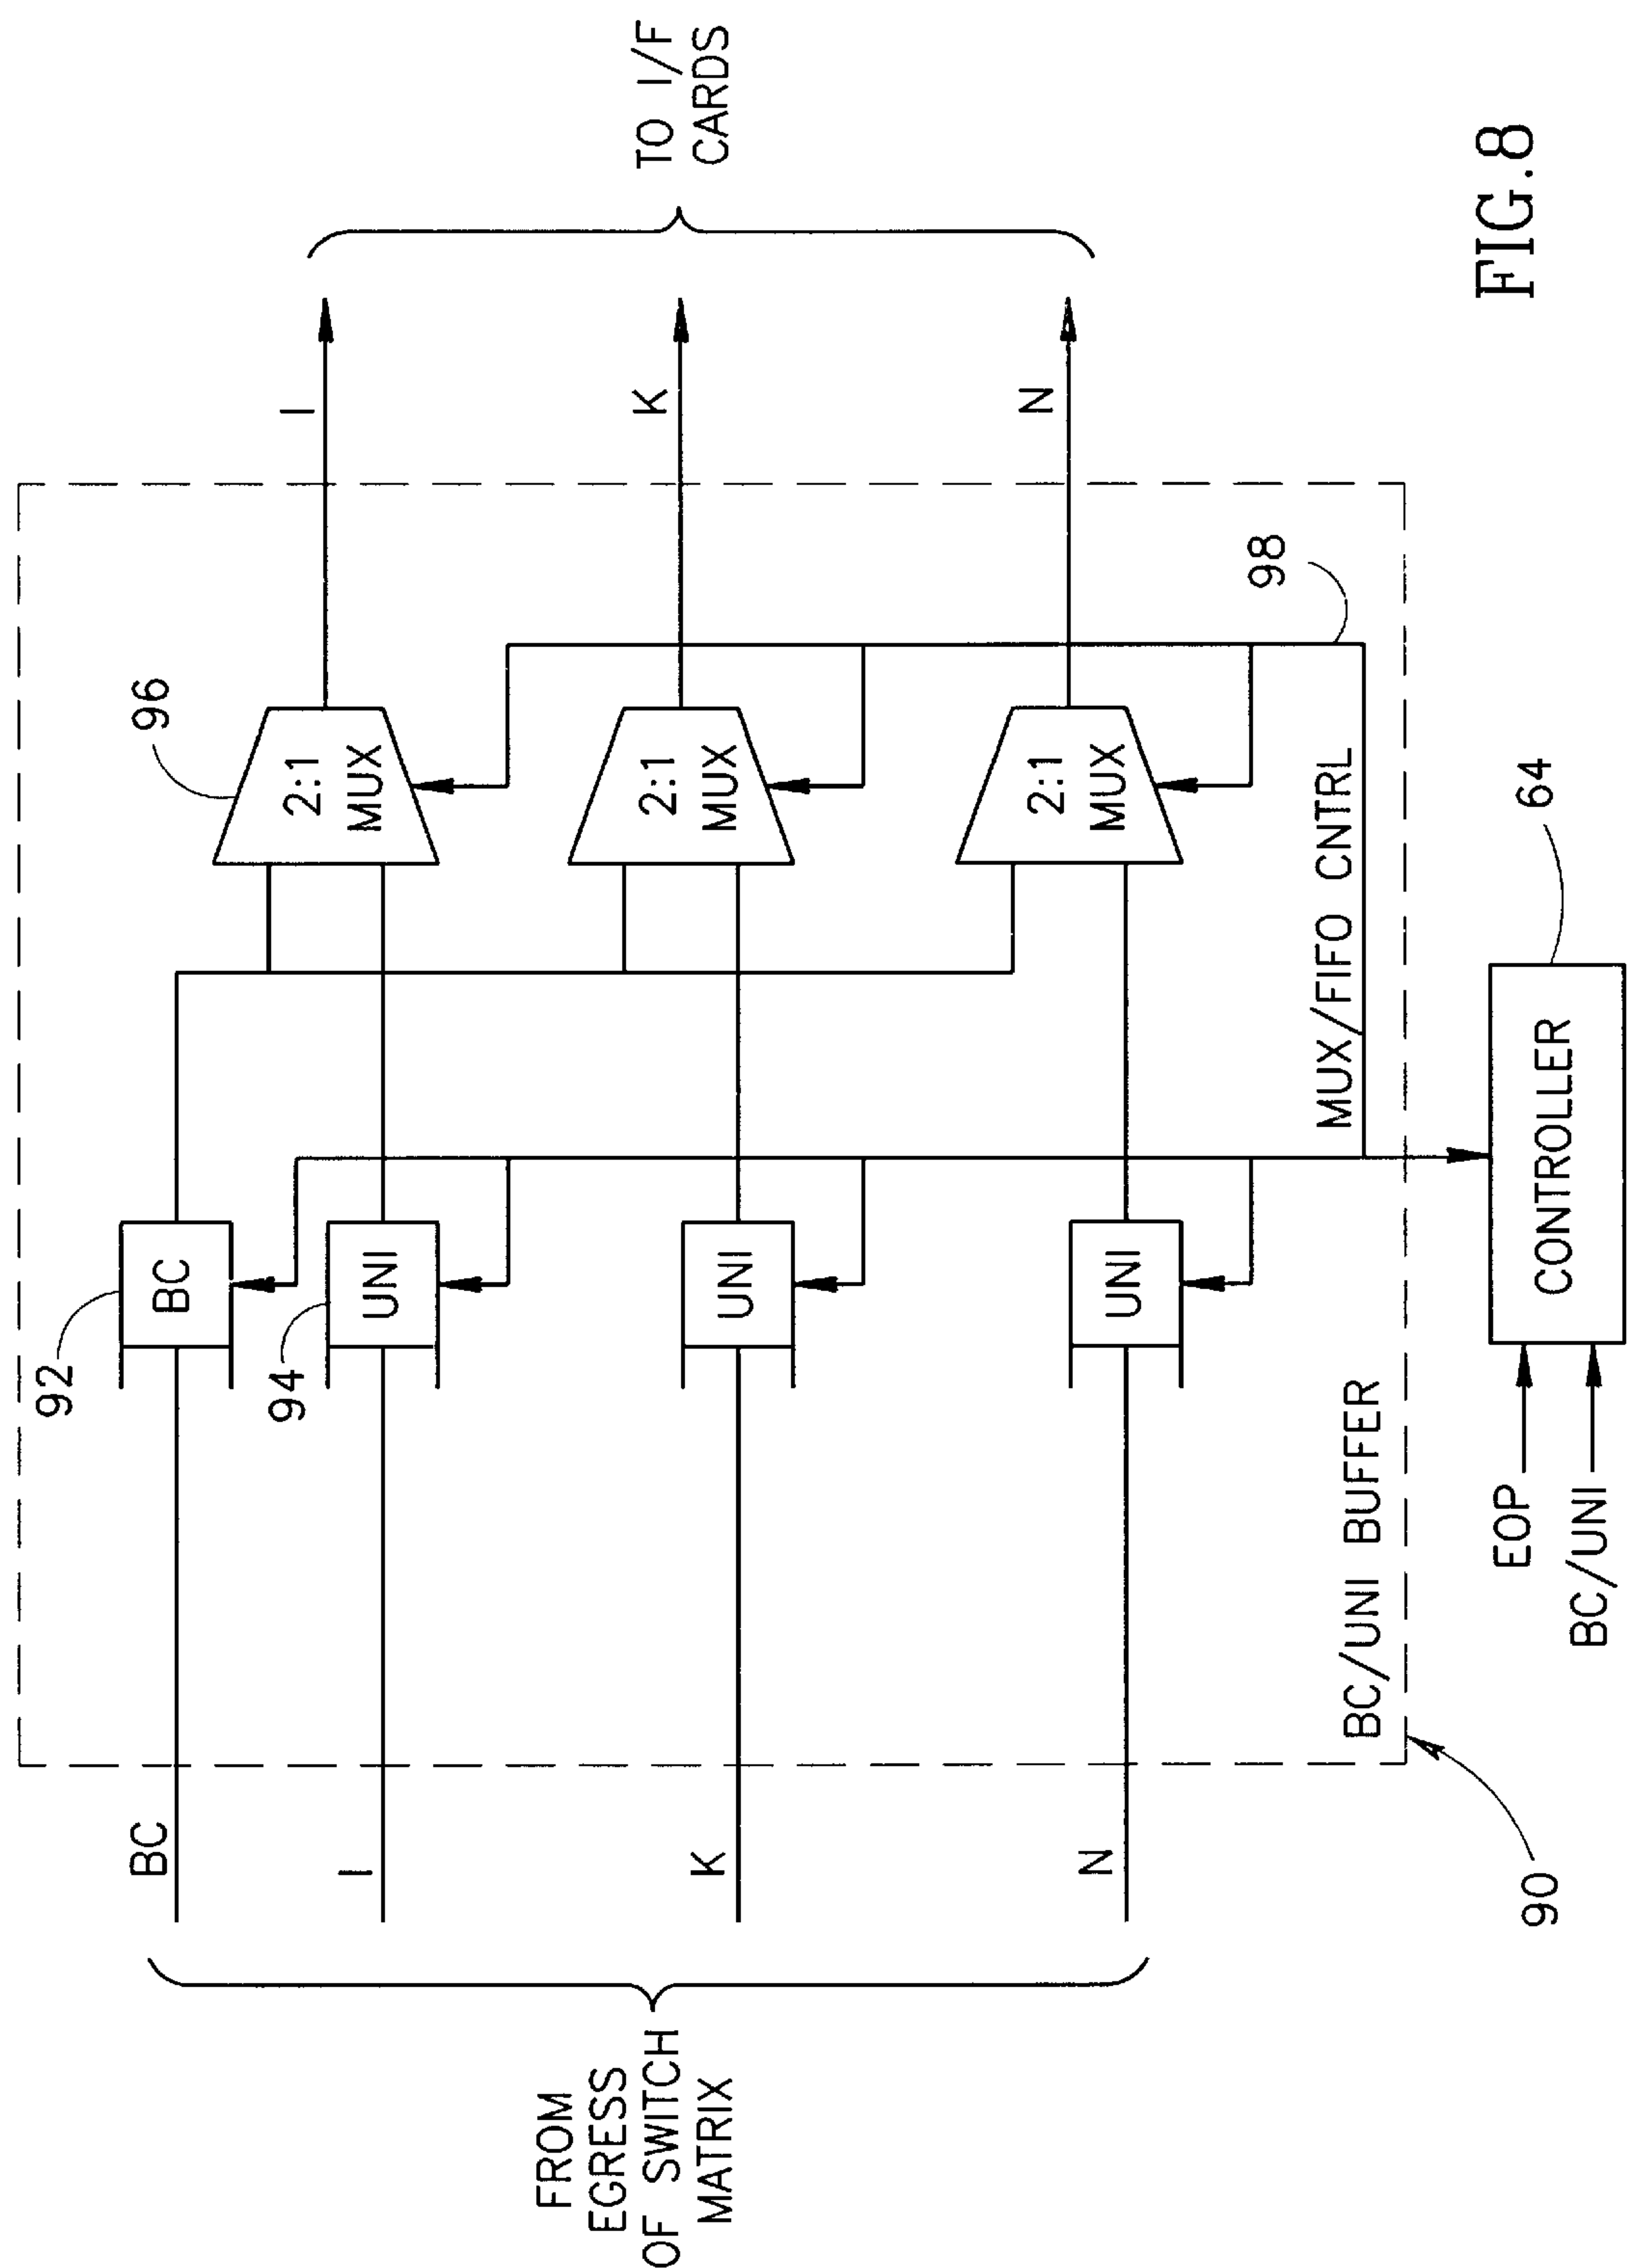 FROM
EGRESS
OF SWITCH
MATRIX
BC
I
K
N
92
BC
94
UNI
UNI
UNI
96
2:1
MUX
2:1
MUX
2:1
MUX
I
K
N
TO I/F
CARDS
98
MUX/FIFO CNTRL
BC/UNI BUFFER
90
EOP
BC/UNI
CONTROLLER
64
FIG.8